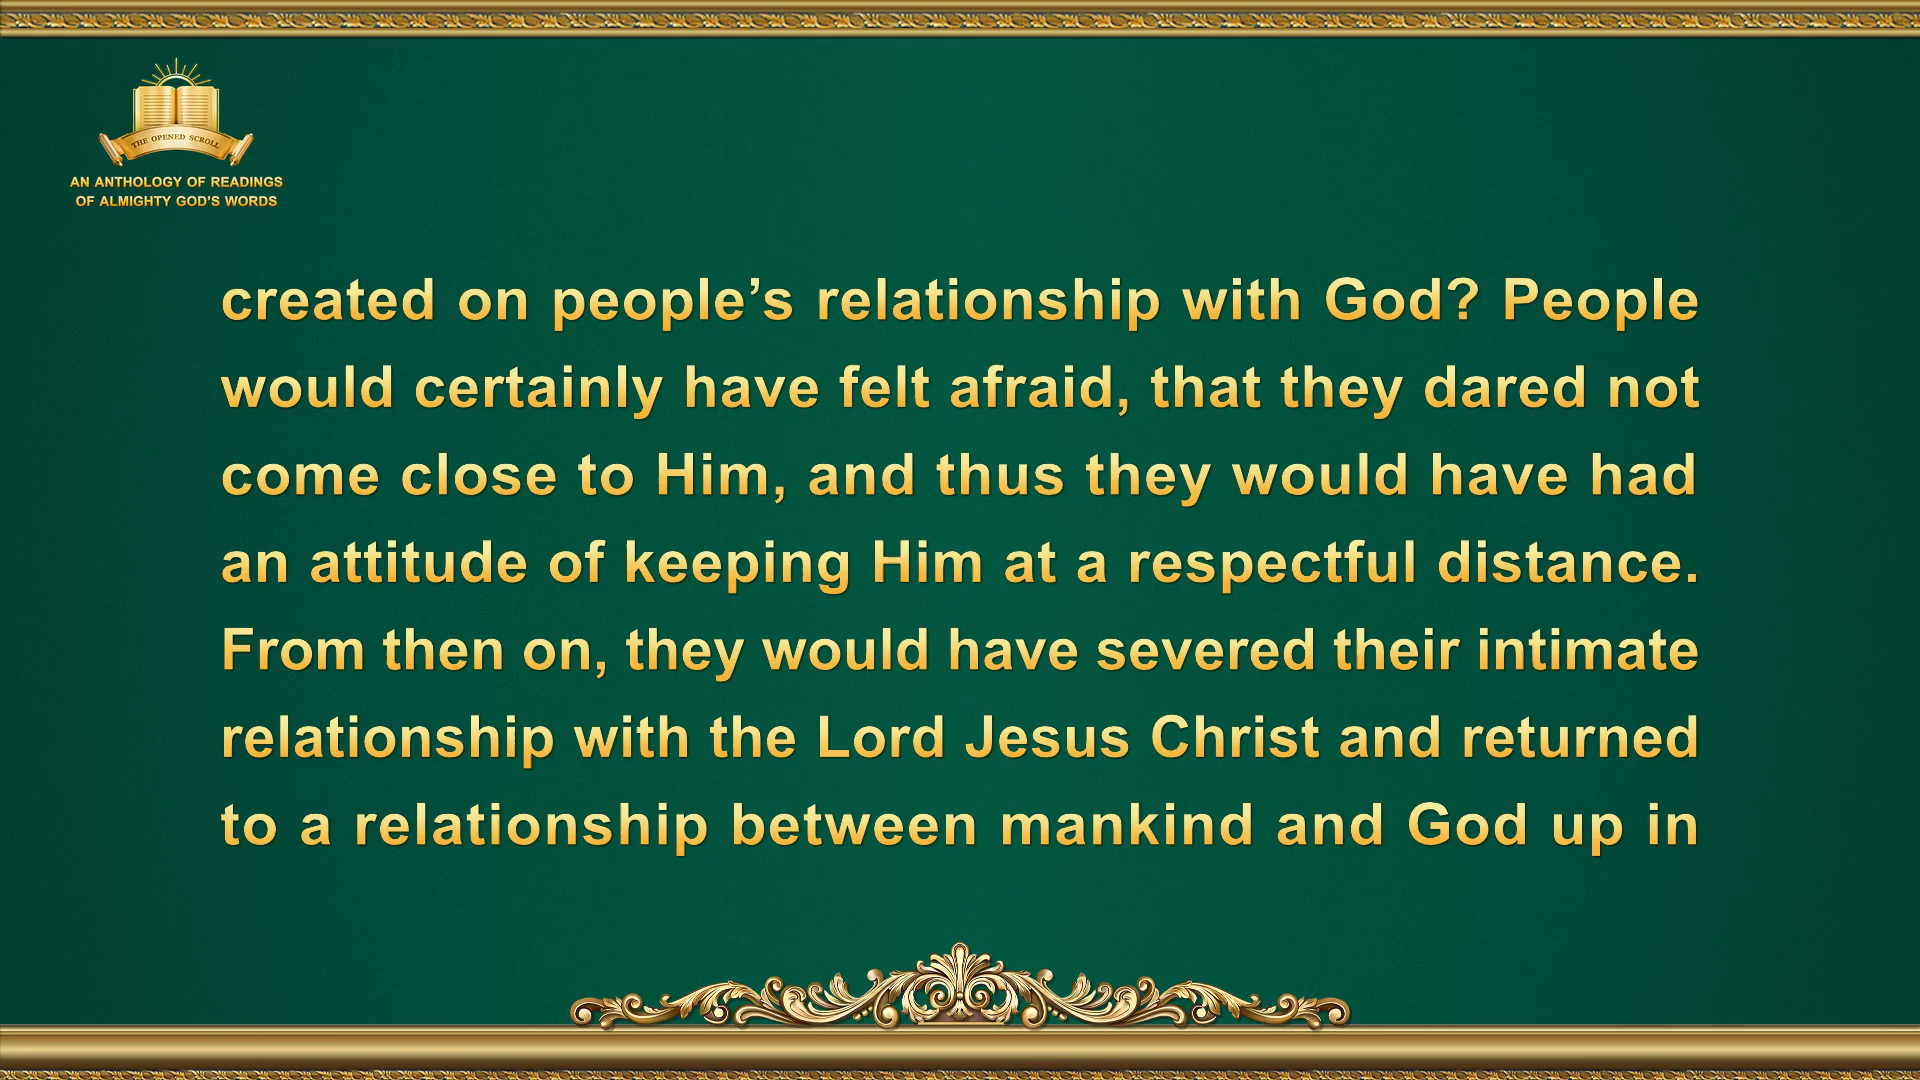 THE OPENED SCROLL
AN ANTHOLOGY OF READINGS
OF ALMIGHTY GOD'S WORDS
created on people’s relationship with God? People
would certainly have felt afraid, that they dared not
come close to Him, and thus they would have had
an attitude of keeping Him at a respectful distance.
From then on, they would have severed their intimate
relationship with the Lord Jesus Christ and returned
to a relationship between mankind and God up in